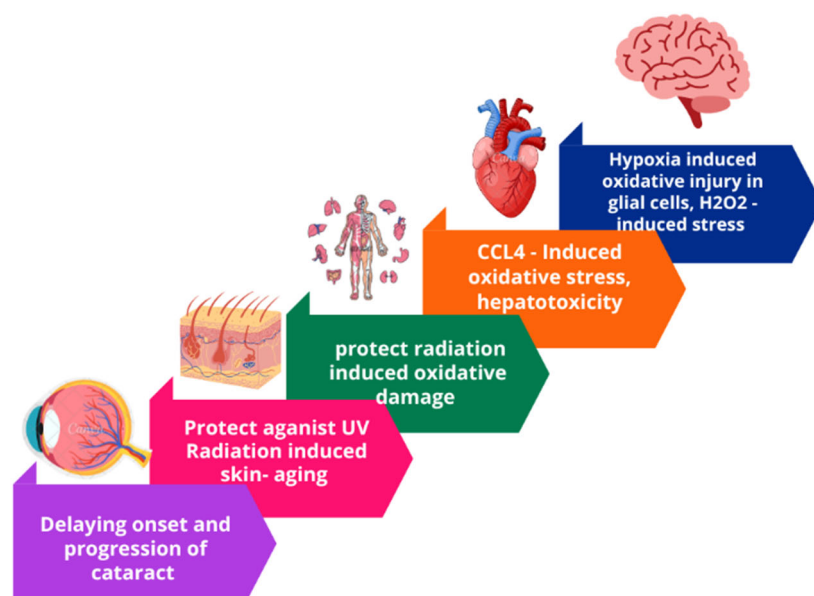 Hypoxia induced
oxidative injury in
glial cells, H2O2 -
induced stress
CCL4 - Induced
oxidative stress,
hepatotoxicity
protect radiation
induced oxidative
damage
Protect aganist UV
Radiation induced
skin- aging
Delaying onset and
progression of
cataract